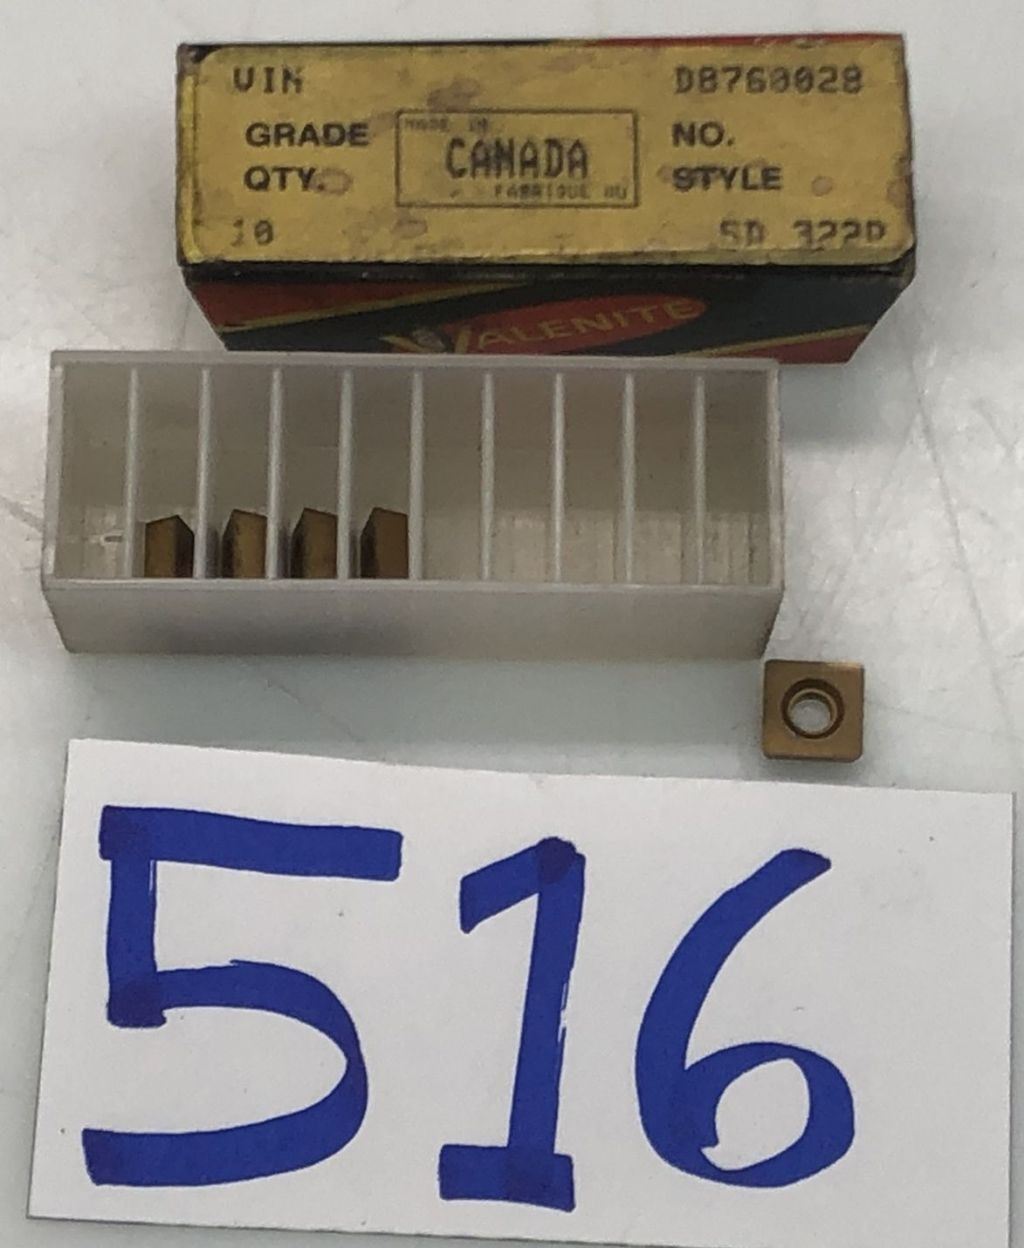 VIN D8760028
GRADE NO.
MADE IN
CANADA
FABRIQUE AU
QTY. STYLE
10 SD 322P
VALENITE
516